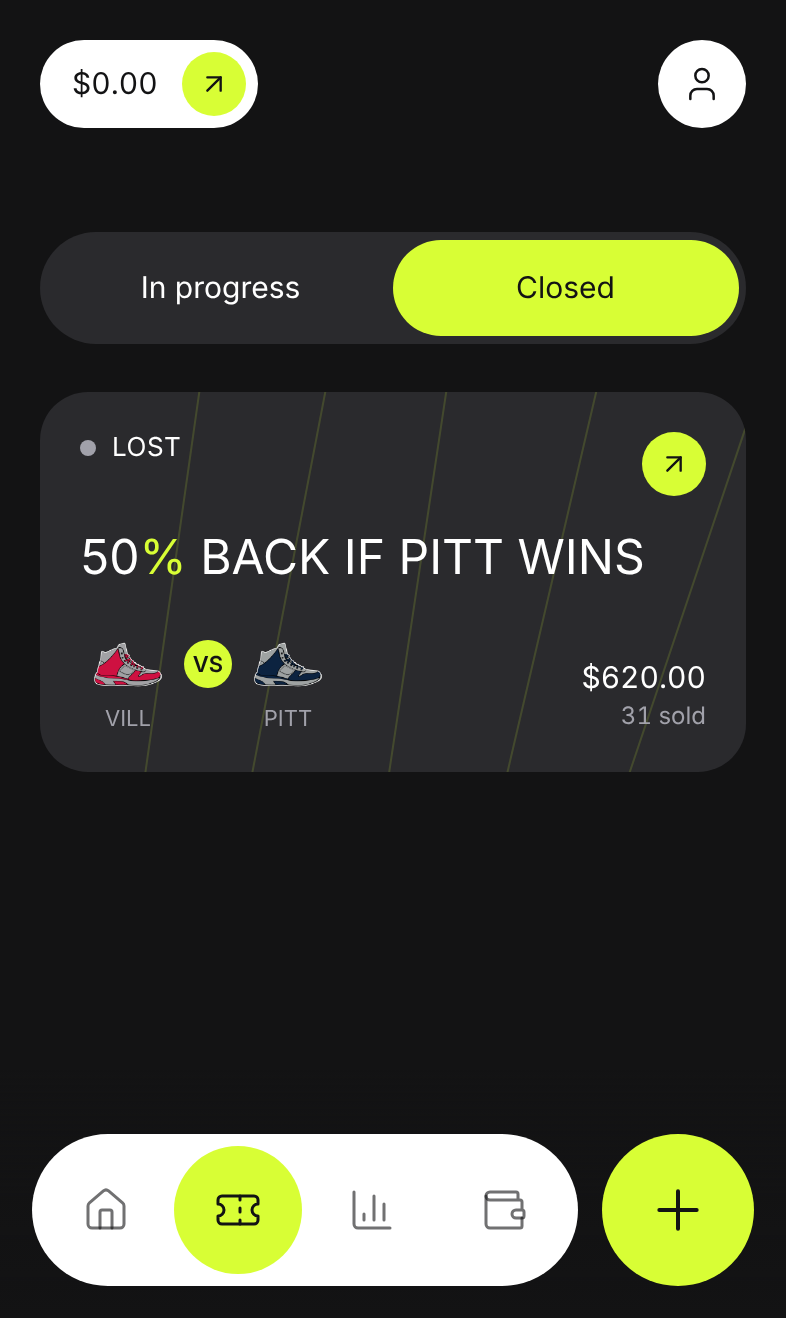 $0.00
In progress
Closed
LOST
50% BACK IF PITT WINS
VS
VILL
PITT
$620.00
31 sold